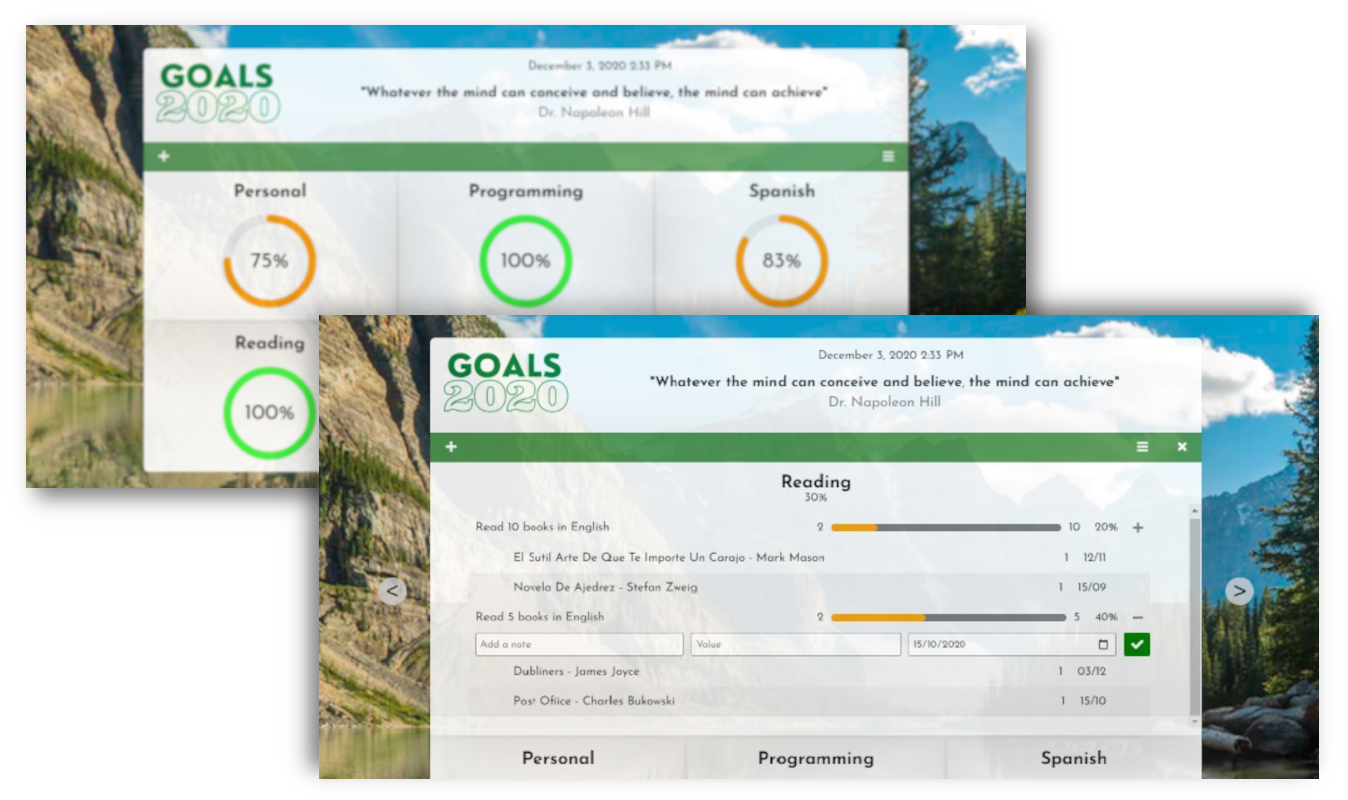 GOALS
2020
December 3, 2020 2:33 PM
"Whatever the mind can conceive and believe, the mind can achieve"
Dr. Napoleon Hill
Personal
Programming
Spanish
75%
100%
83%
Reading
100%
GOALS
2020
December 3, 2020 2:33 PM
"Whatever the mind can conceive and believe, the mind can achieve"
Dr. Napoleon Hill
Reading
30%
Read 10 books in English 2 10 20% +
El Sutil Arte De Que Te Importe Un Carajo - Mark Mason 1 12/11
Novela De Ajedrez - Stefan Zweig 1 15/09
Read 5 books in English 2 5 40% −
Add a note Value 15/10/2020
Dubliners - James Joyce 1 03/12
Post Ofiice - Charles Bukowski 1 15/10
< >
Personal Programming Spanish